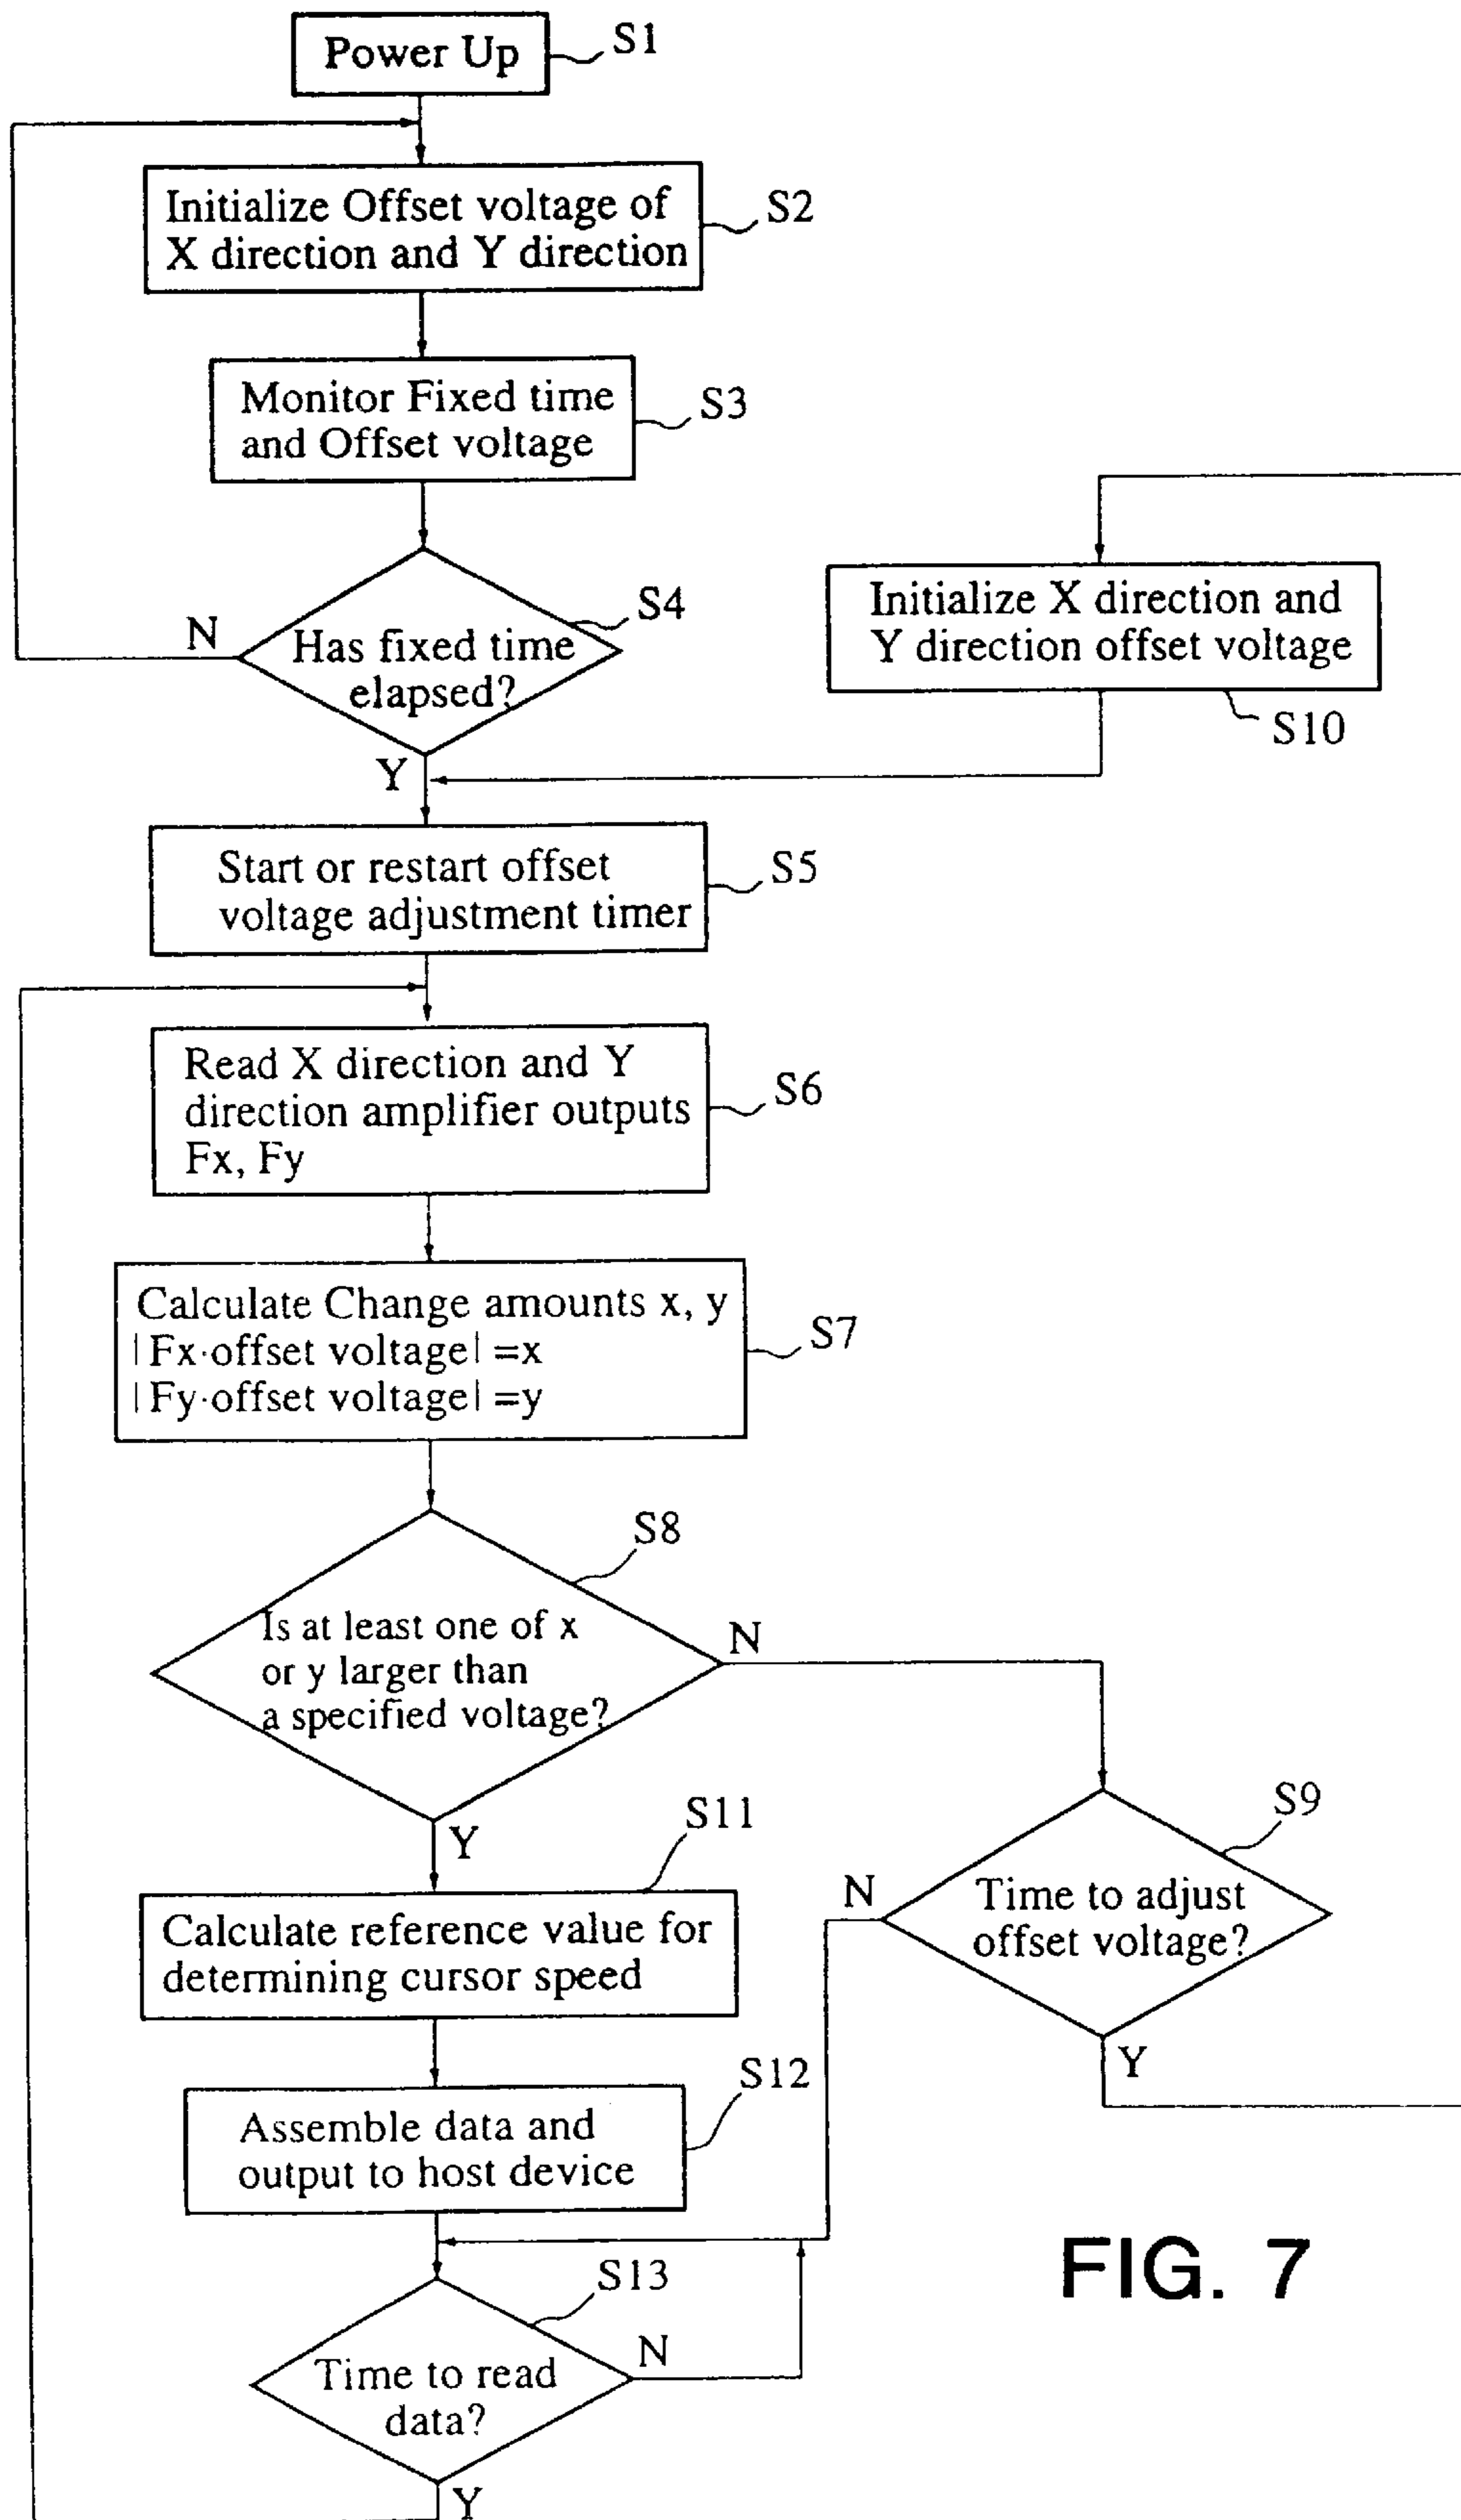 Power Up
S1
Initialize Offset voltage of
X direction and Y direction
S2
Monitor Fixed time
and Offset voltage
S3
S4
N
Has fixed time
elapsed?
Y
Initialize X direction and
Y direction offset voltage
S10
Start or restart offset
voltage adjustment timer
S5
Read X direction and Y
direction amplifier outputs
Fx, Fy
S6
Calculate Change amounts x, y
|Fx·offset voltage| =x
|Fy·offset voltage| =y
S7
S8
Is at least one of x
or y larger than
a specified voltage?
N
Y
S9
N
Time to adjust
offset voltage?
Y
S11
Calculate reference value for
determining cursor speed
S12
Assemble data and
output to host device
S13
Time to read
data?
N
Y
FIG. 7